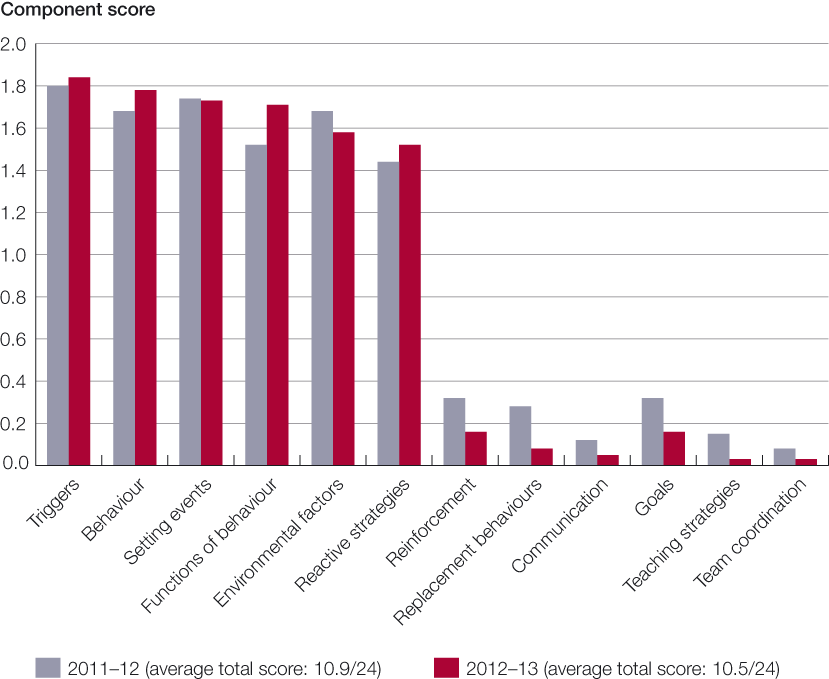 Component score
2.0
1.8
1.6
1.4
1.2
1.0
0.8
0.6
0.4
0.2
0.0
Triggers
Behaviour
Setting events
Functions of behaviour
Environmental factors
Reactive strategies
Reinforcement
Replacement behaviours
Communication
Goals
Teaching strategies
Team coordination
2011–12 (average total score: 10.9/24)
2012–13 (average total score: 10.5/24)